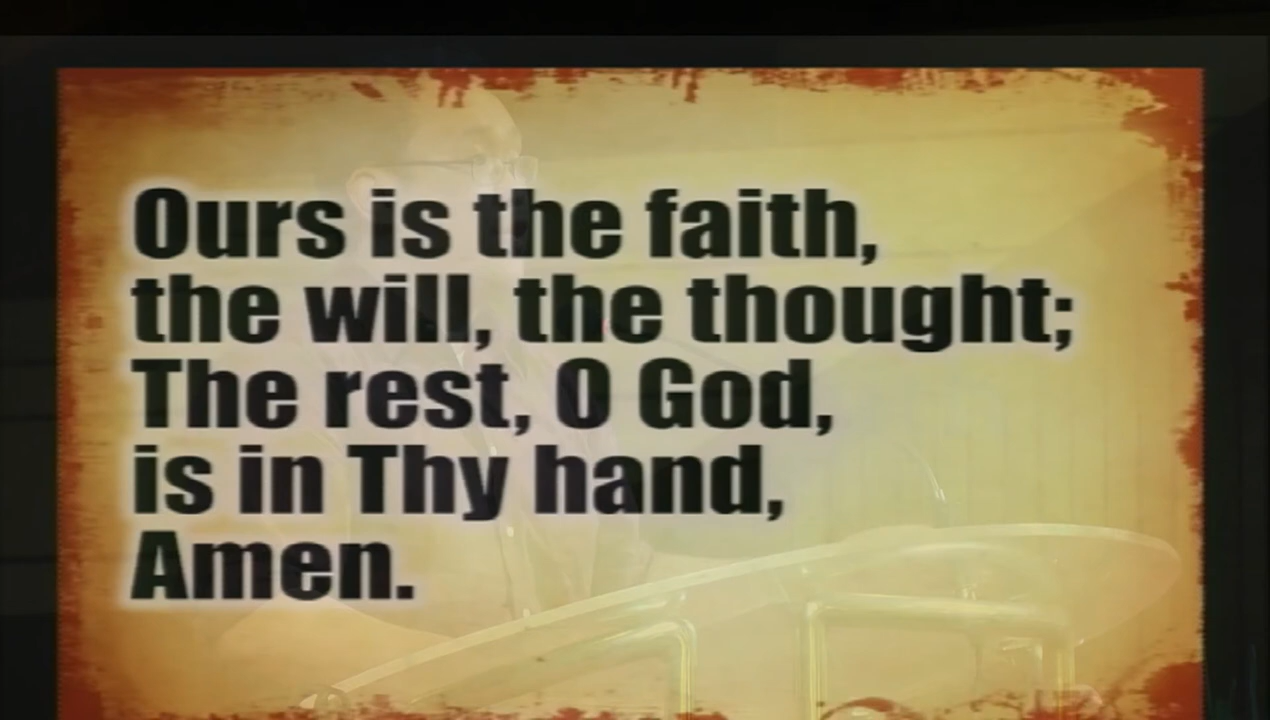 Ours is the faith,
the will, the thought;
The rest, O God,
is in Thy hand,
Amen.